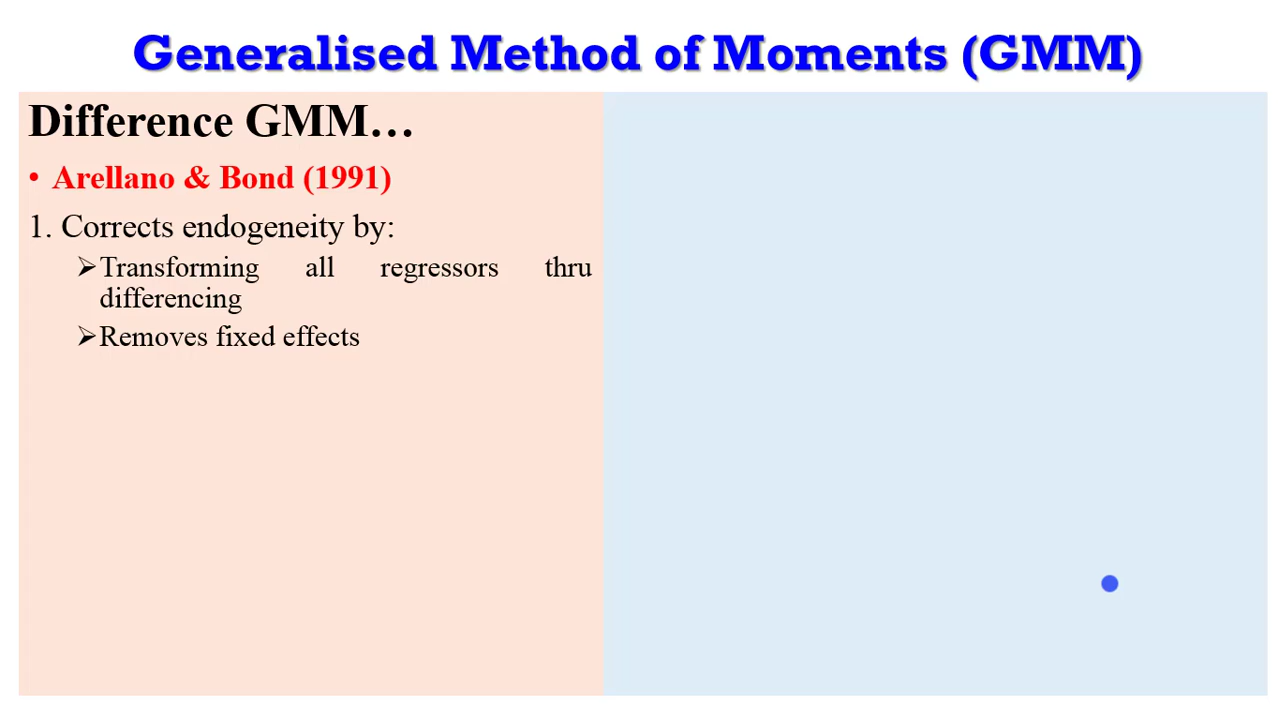 Generalised Method of Moments (GMM)
Difference GMM…
• Arellano & Bond (1991)
1. Corrects endogeneity by:
➢Transforming all regressors thru
differencing
➢Removes fixed effects